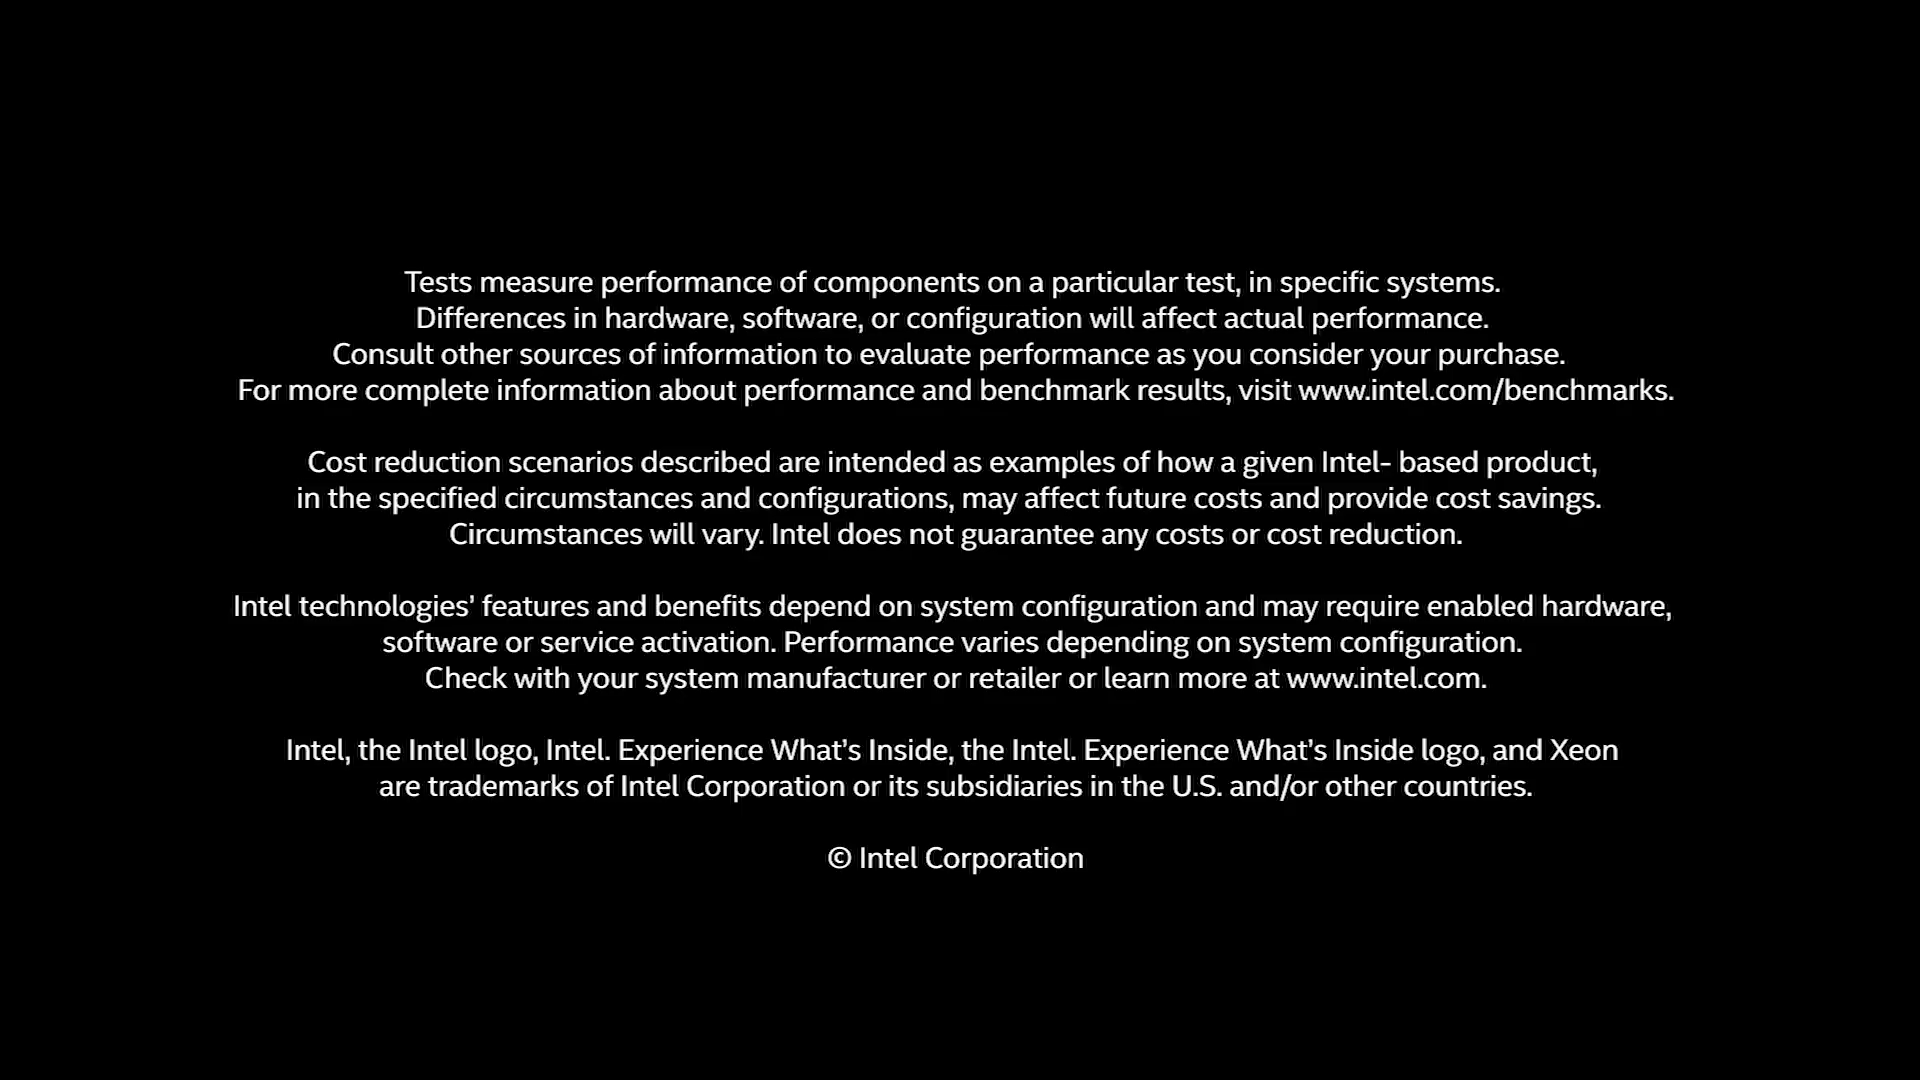 Tests measure performance of components on a particular test, in specific systems.
Differences in hardware, software, or configuration will affect actual performance.
Consult other sources of information to evaluate performance as you consider your purchase.
For more complete information about performance and benchmark results, visit www.intel.com/benchmarks.
Cost reduction scenarios described are intended as examples of how a given Intel- based product,
in the specified circumstances and configurations, may affect future costs and provide cost savings.
Circumstances will vary. Intel does not guarantee any costs or cost reduction.
Intel technologies’ features and benefits depend on system configuration and may require enabled hardware,
software or service activation. Performance varies depending on system configuration.
Check with your system manufacturer or retailer or learn more at www.intel.com.
Intel, the Intel logo, Intel. Experience What’s Inside, the Intel. Experience What’s Inside logo, and Xeon
are trademarks of Intel Corporation or its subsidiaries in the U.S. and/or other countries.
© Intel Corporation